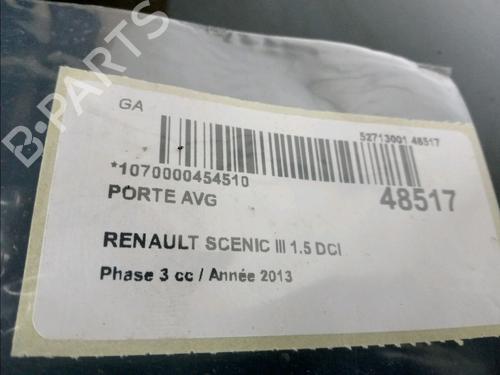 B-PARTS
GA
52713001 48517
*1070000454510
48517
PORTE AVG
RENAULT SCENIC III 1.5 DCI
Phase 3 cc / Année 2013